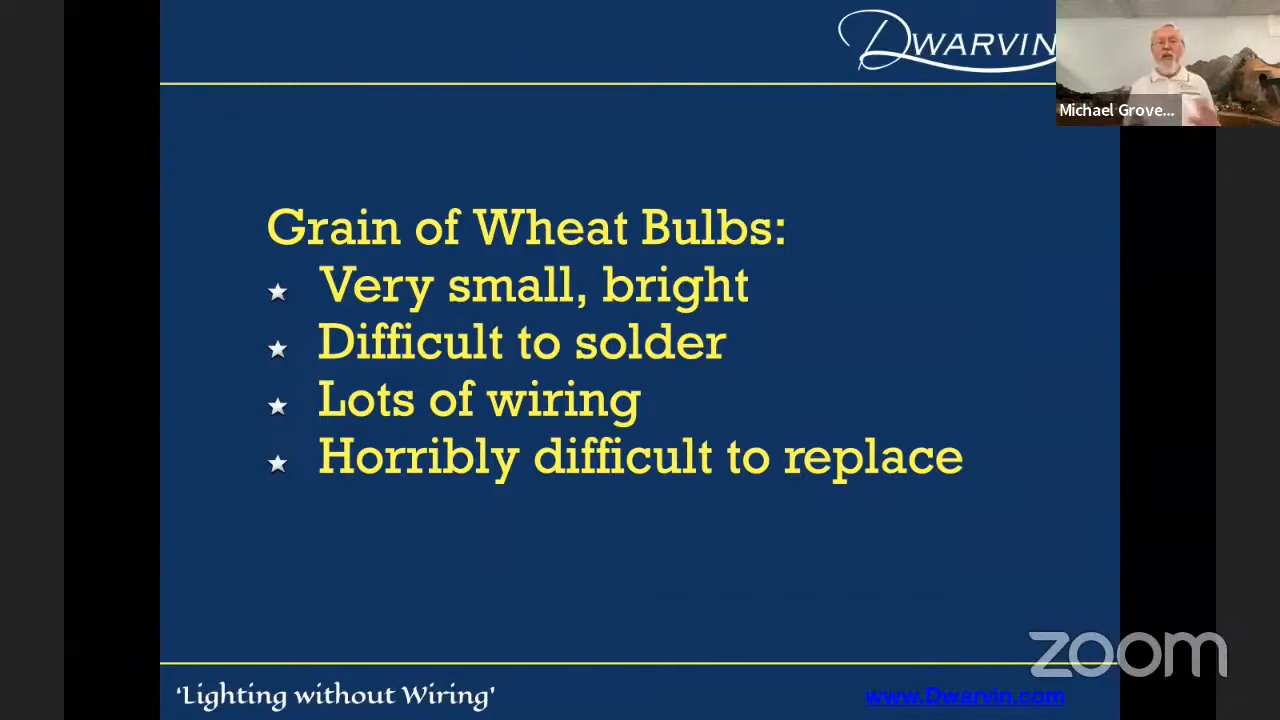 DWARVIN
Michael Grove...
Grain of Wheat Bulbs:
Very small, bright
Difficult to solder
Lots of wiring
Horribly difficult to replace
zoom
'Lighting without Wiring'
www.Dwarvin.com